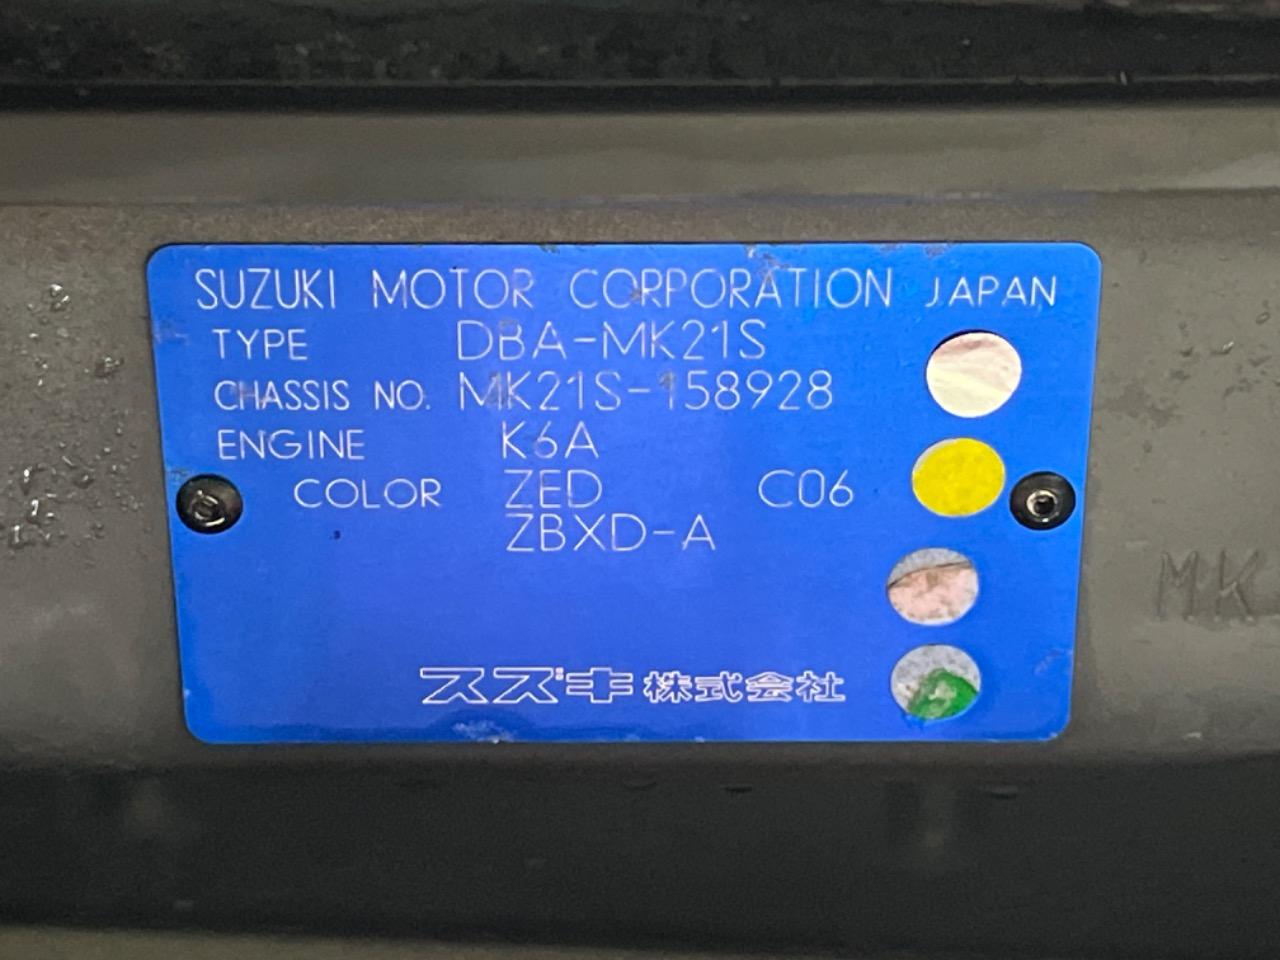 SUZUKI MOTOR CORPORATION JAPAN
TYPE DBA-MK21S
CHASSIS NO. MK21S-158928
ENGINE K6A
COLOR ZED C06
ZBXD-A
スズキ株式会社
MK